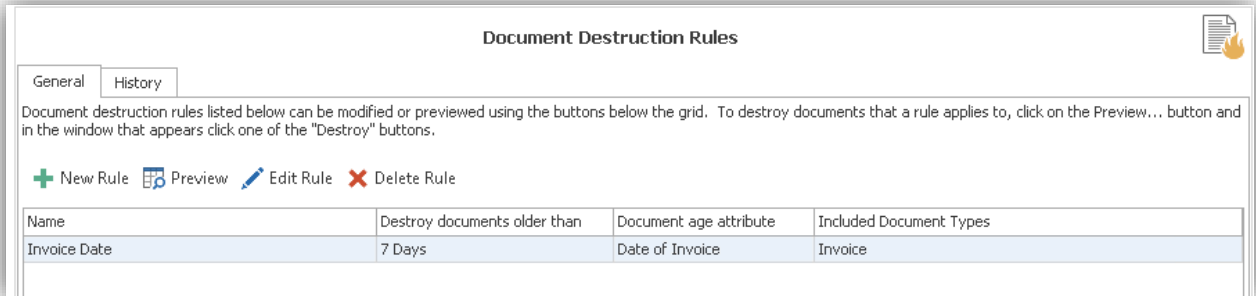 Document Destruction Rules
General History
Document destruction rules listed below can be modified or previewed using the buttons below the grid. To destroy documents that a rule applies to, click on the Preview... button and
in the window that appears click one of the "Destroy" buttons.
New Rule Preview Edit Rule Delete Rule
Name Destroy documents older than Document age attribute Included Document Types
Invoice Date 7 Days Date of Invoice Invoice